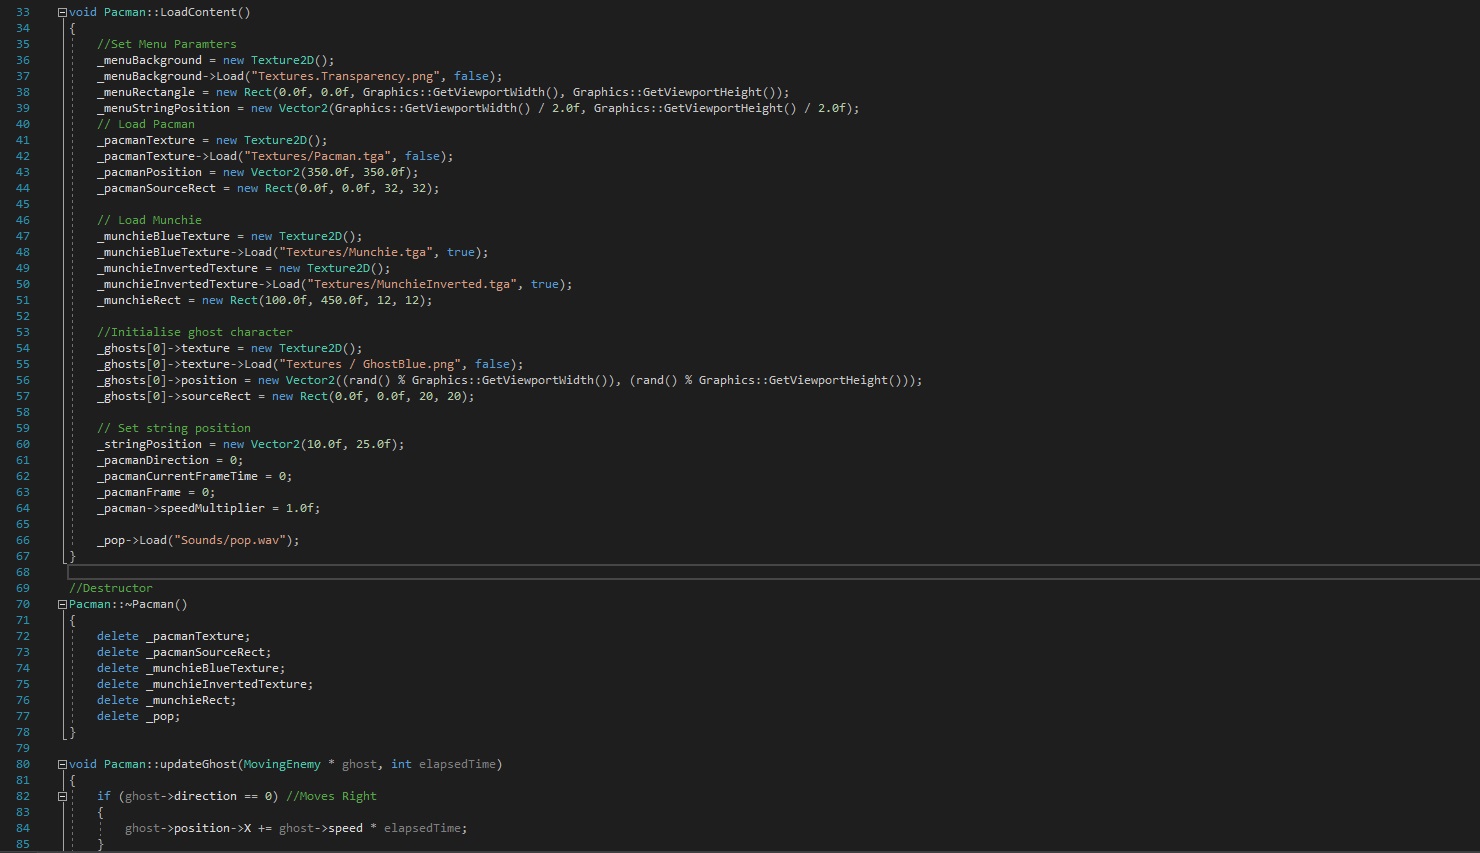 33 void Pacman::LoadContent()
34 {
35 //Set Menu Paramters
36 _menuBackground = new Texture2D();
37 _menuBackground->Load("Textures.Transparency.png", false);
38 _menuRectangle = new Rect(0.0f, 0.0f, Graphics::GetViewportWidth(), Graphics::GetViewportHeight());
39 _menuStringPosition = new Vector2(Graphics::GetViewportWidth() / 2.0f, Graphics::GetViewportHeight() / 2.0f);
40 // Load Pacman
41 _pacmanTexture = new Texture2D();
42 _pacmanTexture->Load("Textures/Pacman.tga", false);
43 _pacmanPosition = new Vector2(350.0f, 350.0f);
44 _pacmanSourceRect = new Rect(0.0f, 0.0f, 32, 32);
45
46 // Load Munchie
47 _munchieBlueTexture = new Texture2D();
48 _munchieBlueTexture->Load("Textures/Munchie.tga", true);
49 _munchieInvertedTexture = new Texture2D();
50 _munchieInvertedTexture->Load("Textures/MunchieInverted.tga", true);
51 _munchieRect = new Rect(100.0f, 450.0f, 12, 12);
52
53 //Initialise ghost character
54 _ghosts[0]->texture = new Texture2D();
55 _ghosts[0]->texture->Load("Textures / GhostBlue.png", false);
56 _ghosts[0]->position = new Vector2((rand() % Graphics::GetViewportWidth()), (rand() % Graphics::GetViewportHeight()));
57 _ghosts[0]->sourceRect = new Rect(0.0f, 0.0f, 20, 20);
58
59 // Set string position
60 _stringPosition = new Vector2(10.0f, 25.0f);
61 _pacmanDirection = 0;
62 _pacmanCurrentFrameTime = 0;
63 _pacmanFrame = 0;
64 _pacman->speedMultiplier = 1.0f;
65
66 _pop->Load("Sounds/pop.wav");
67 }
68
69 //Destructor
70 Pacman::~Pacman()
71 {
72 delete _pacmanTexture;
73 delete _pacmanSourceRect;
74 delete _munchieBlueTexture;
75 delete _munchieInvertedTexture;
76 delete _munchieRect;
77 delete _pop;
78 }
79
80 void Pacman::updateGhost(MovingEnemy * ghost, int elapsedTime)
81 {
82 if (ghost->direction == 0) //Moves Right
83 {
84 ghost->position->X += ghost->speed * elapsedTime;
85 }